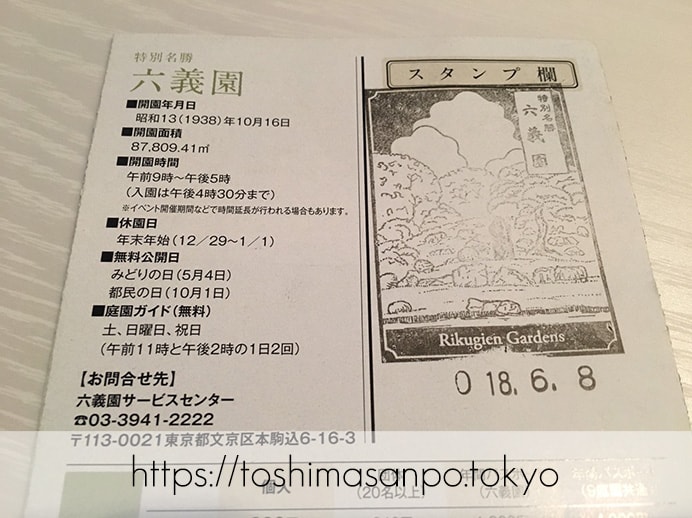 特別名勝
六義園
■開園年月日
昭和13(1938)年10月16日
■開園面積
87,809.41㎡
■開園時間
午前9時〜午後5時
(入園は午後4時30分まで)
※イベント開催期間などで時間延長が行われる場合もあります。
■休園日
年末年始(12/29〜1/1)
■無料公開日
みどりの日(5月4日)
都民の日(10月1日)
■庭園ガイド(無料)
土、日曜日、祝日
(午前11時と午後2時の1日2回)
【お問合せ先】
六義園サービスセンター
☎03-3941-2222
〒113-0021 東京都文京区本駒込6-16-3
スタンプ欄
特別名勝
六義園
Rikugien Gardens
018.6.8
https://toshimasanpo.tokyo
個人
団体
(20名以上)